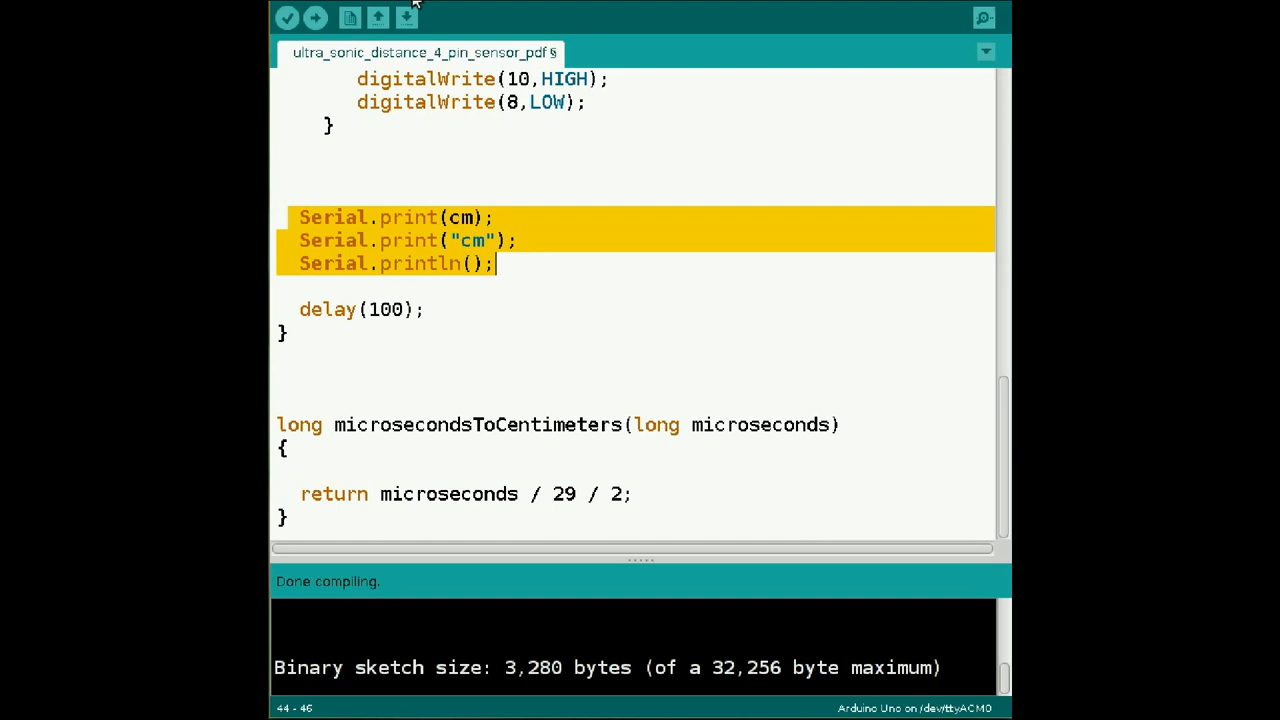 ultra_sonic_distance_4_pin_sensor_pdf §
digitalWrite(10,HIGH);
digitalWrite(8,LOW);
}
Serial.print(cm);
Serial.print("cm");
Serial.println();
delay(100);
}
long microsecondsToCentimeters(long microseconds)
{
return microseconds / 29 / 2;
}
Done compiling.
Binary sketch size: 3,280 bytes (of a 32,256 byte maximum)
44 - 46
Arduino Uno on /dev/ttyACM0